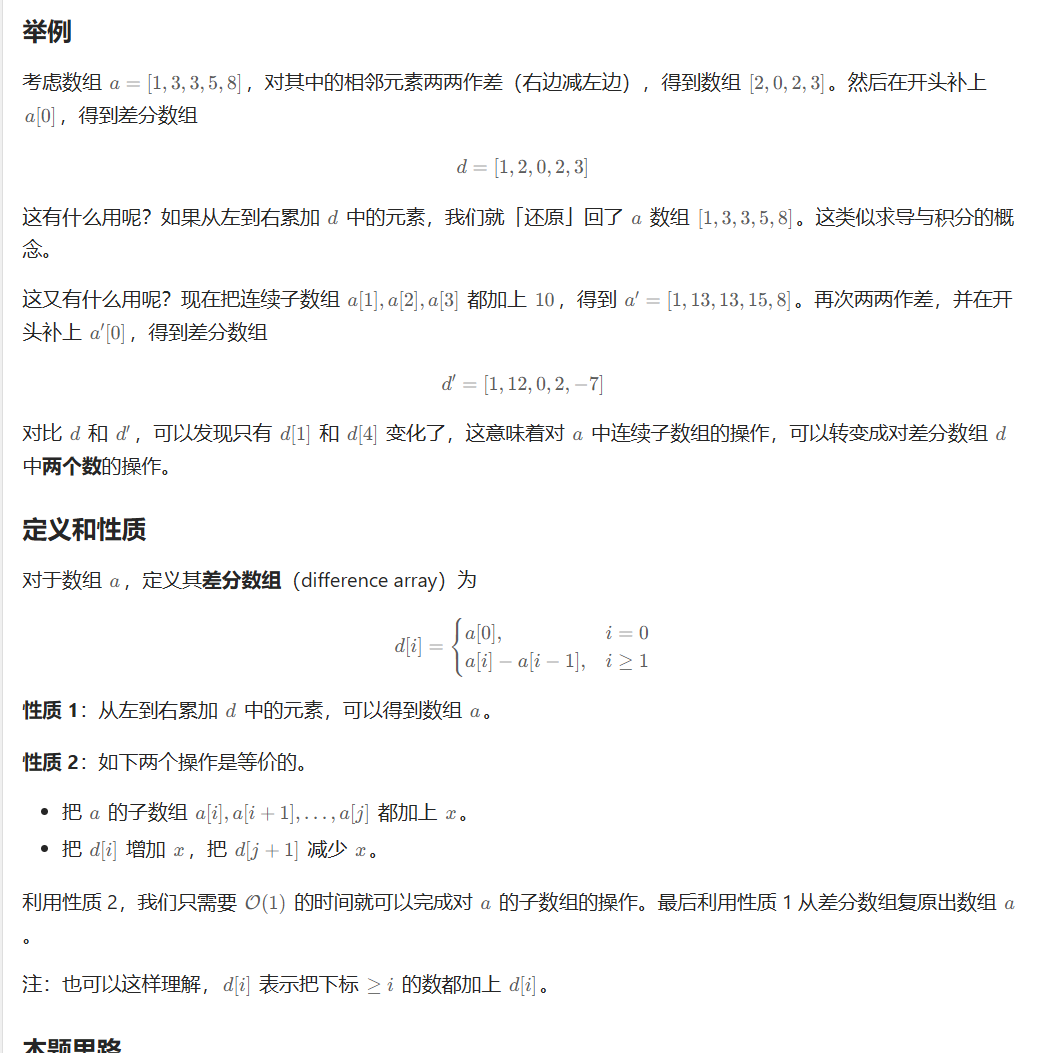 举例
考虑数组 a = [1, 3, 3, 5, 8]，对其中的相邻元素两两作差（右边减左边），得到数组 [2, 0, 2, 3]。然后在开头补上
a[0]，得到差分数组
d = [1, 2, 0, 2, 3]
这有什么用呢？如果从左到右累加 d 中的元素，我们就「还原」回了 a 数组 [1, 3, 3, 5, 8]。这类似求导与积分的概
念。
这又有什么用呢？现在把连续子数组 a[1], a[2], a[3] 都加上 10，得到 a′ = [1, 13, 13, 15, 8]。再次两两作差，并在开
头补上 a′[0]，得到差分数组
d′ = [1, 12, 0, 2, −7]
对比 d 和 d′，可以发现只有 d[1] 和 d[4] 变化了，这意味着对 a 中连续子数组的操作，可以转变成对差分数组 d
中两个数的操作。
定义和性质
对于数组 a，定义其差分数组（difference array）为
d[i] = { a[0], i = 0
a[i] − a[i − 1], i ≥ 1
性质 1：从左到右累加 d 中的元素，可以得到数组 a。
性质 2：如下两个操作是等价的。
• 把 a 的子数组 a[i], a[i + 1], . . . , a[j] 都加上 x。
• 把 d[i] 增加 x，把 d[j + 1] 减少 x。
利用性质 2，我们只需要 O(1) 的时间就可以完成对 a 的子数组的操作。最后利用性质 1 从差分数组复原出数组 a
。
注：也可以这样理解，d[i] 表示把下标 ≥ i 的数都加上 d[i]。
本题思路